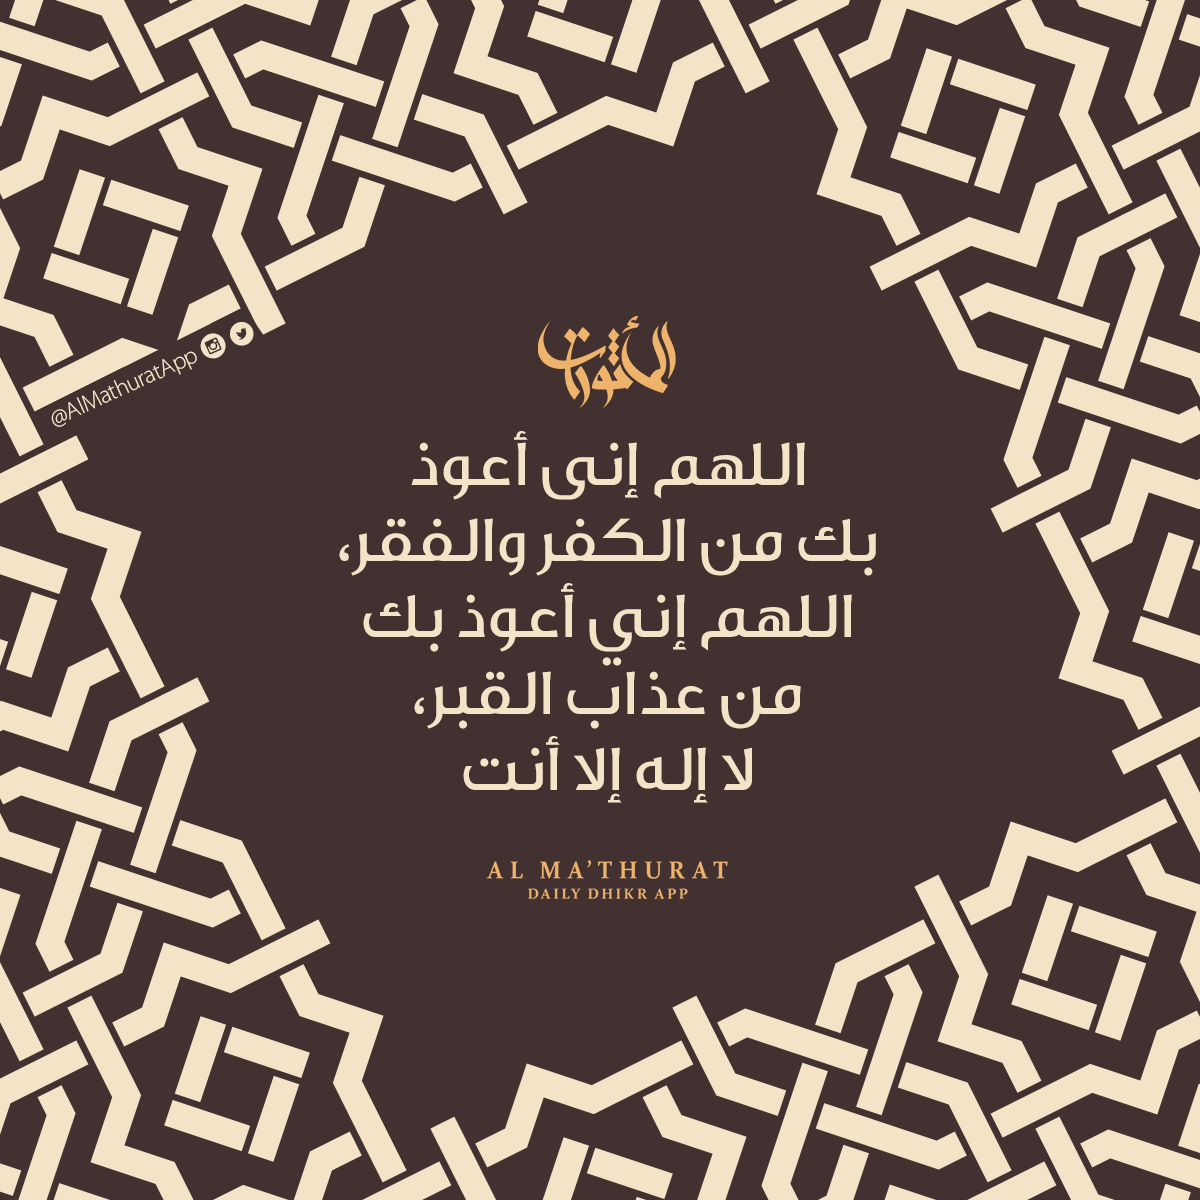 @AlMathuratApp
المأثورات
اللهم إنى أعوذ
بك من الكفر والفقر،
اللهم إني أعوذ بك
من عذاب القبر،
لا إله إلا أنت
AL MA’THURAT
DAILY DHIKR APP